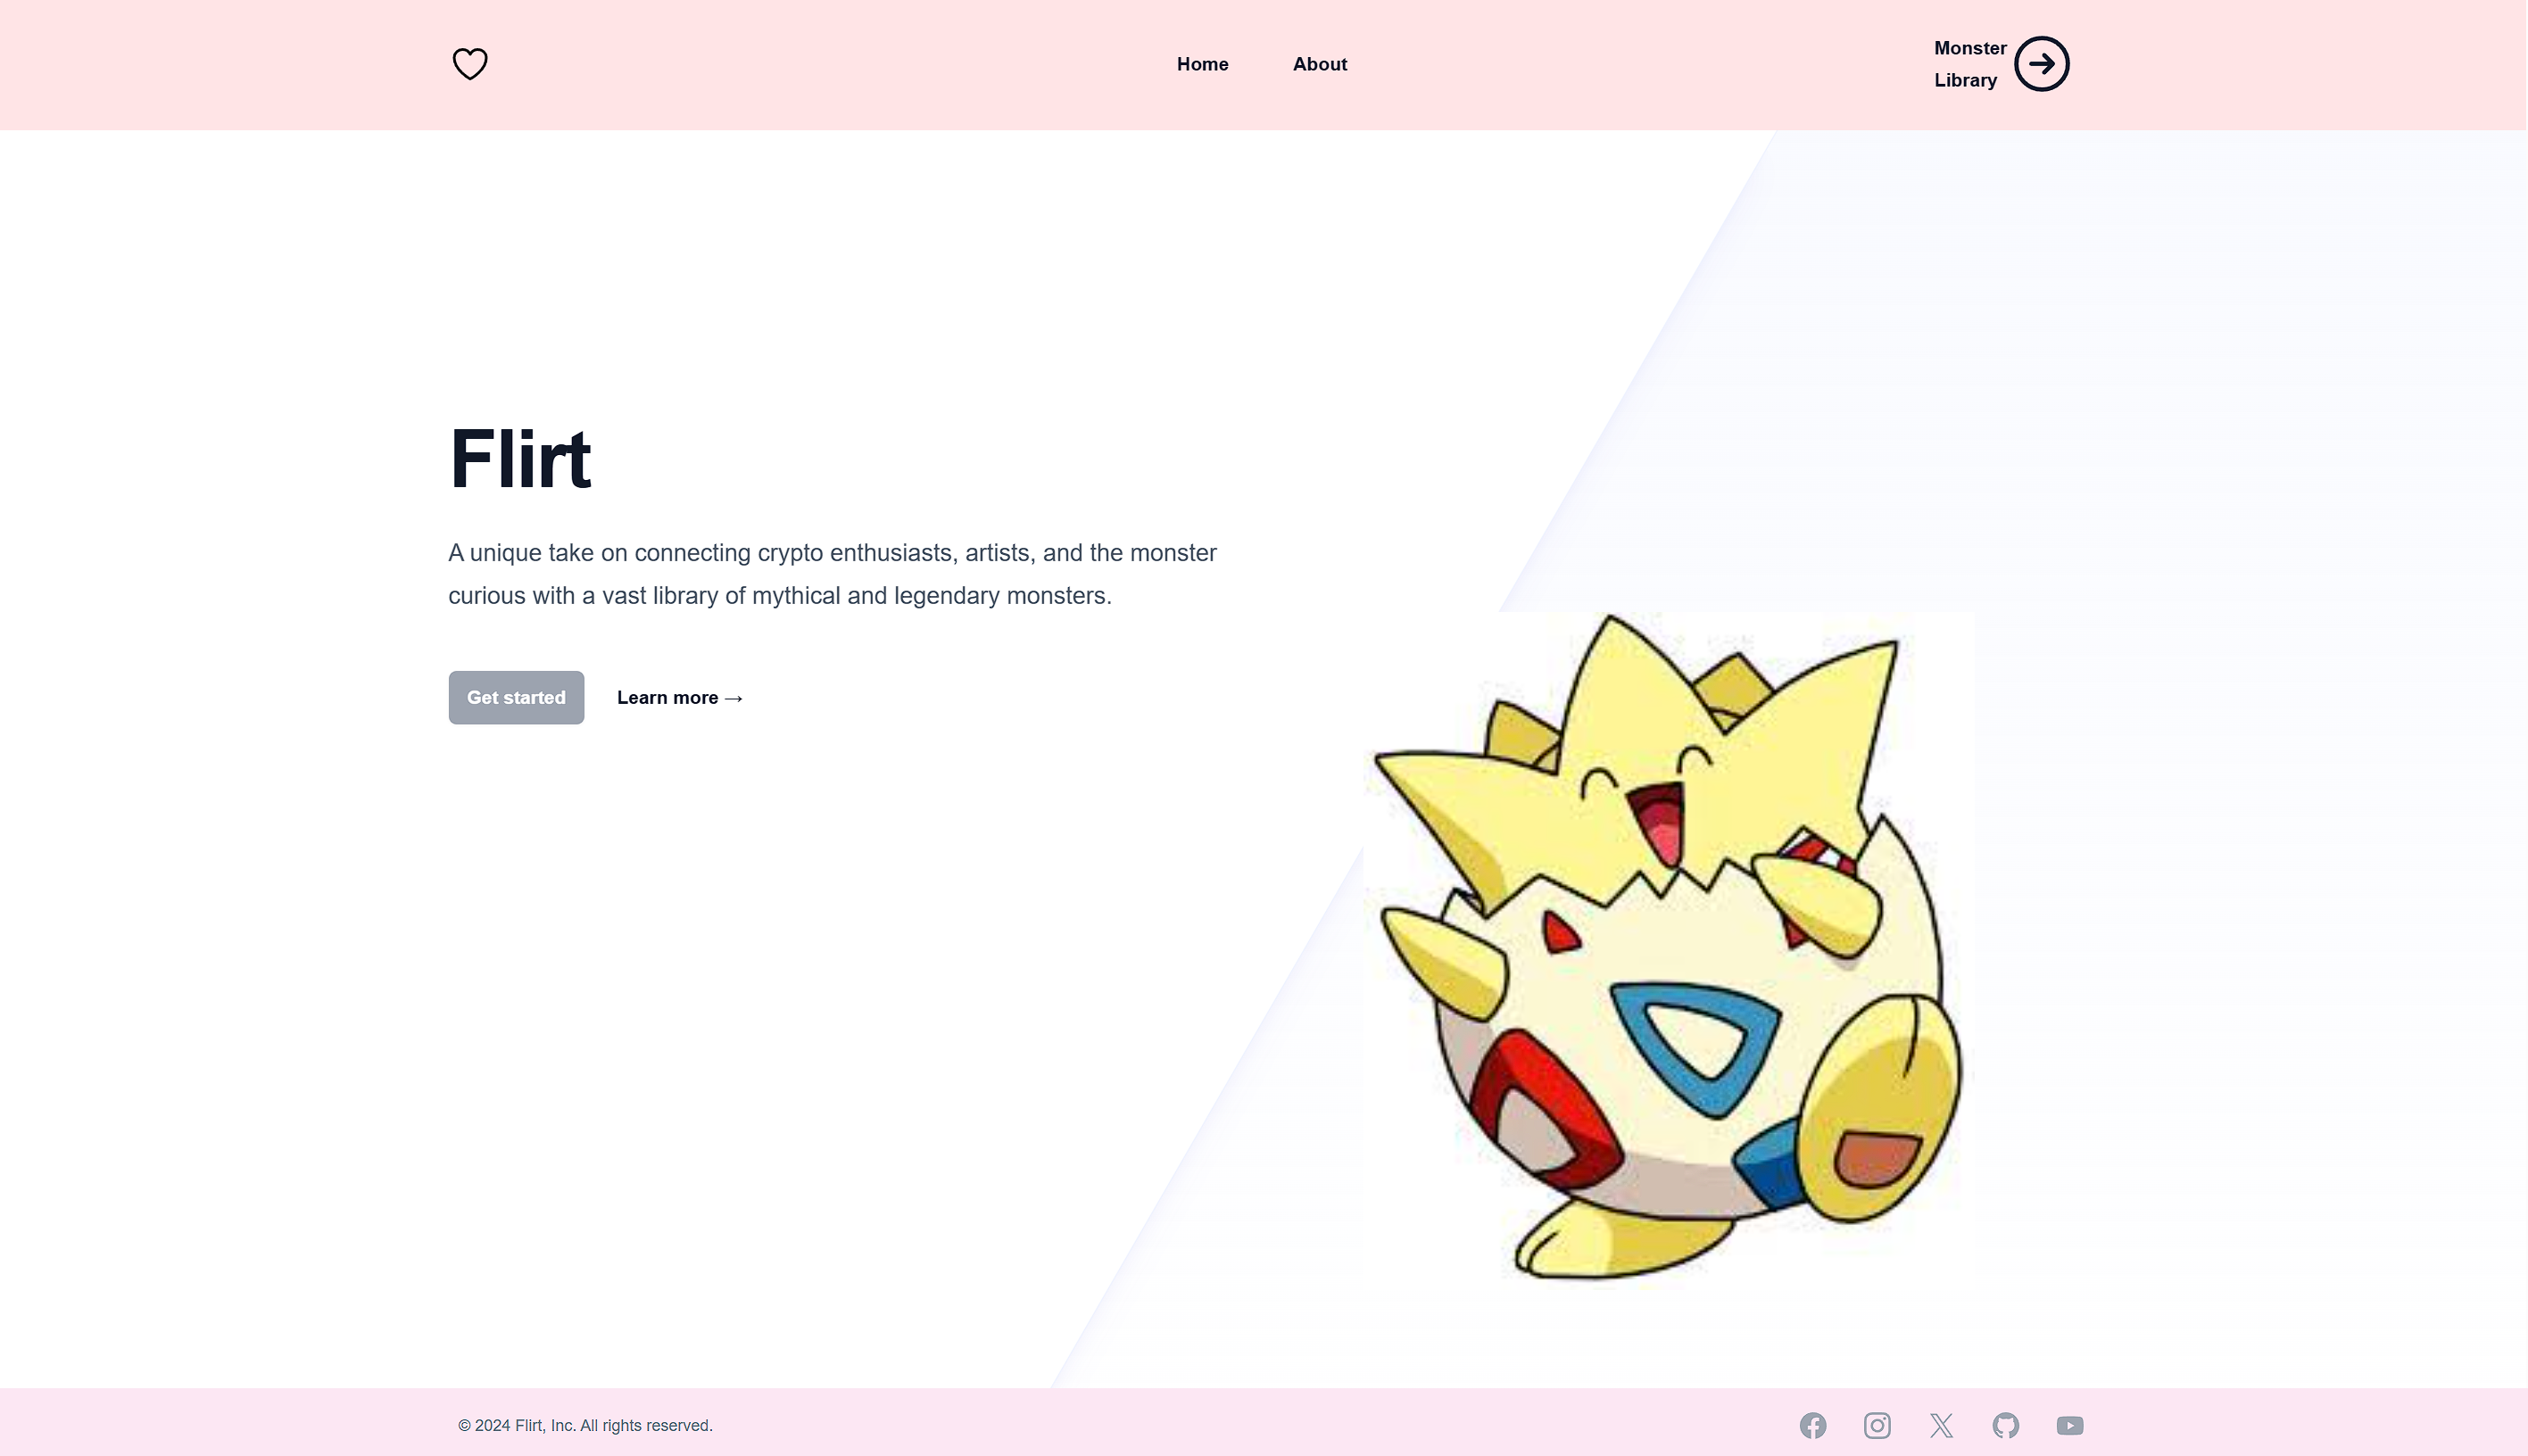 Home About
Monster
Library
Flirt
A unique take on connecting crypto enthusiasts, artists, and the monster
curious with a vast library of mythical and legendary monsters.
Get started Learn more →
© 2024 Flirt, Inc. All rights reserved.